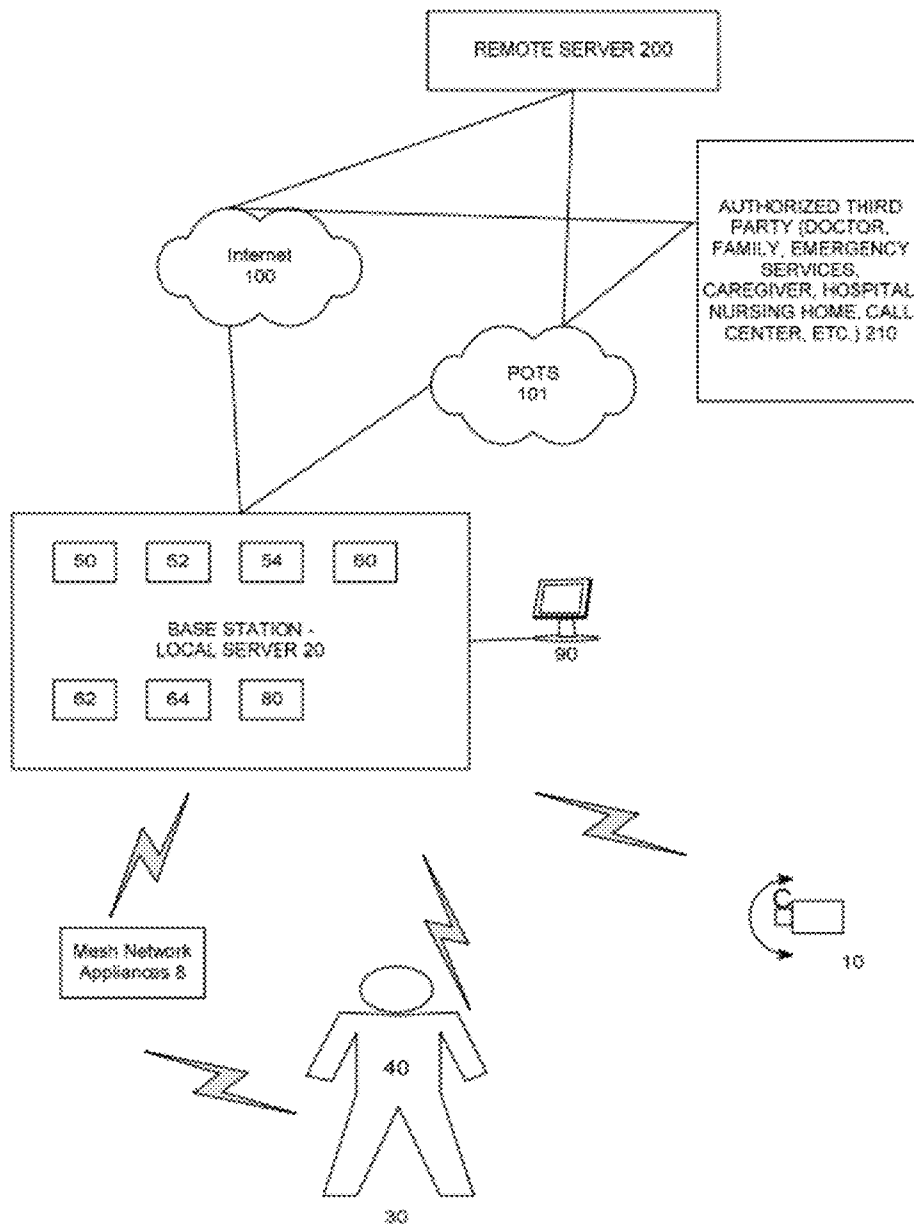 REMOTE SERVER 200
AUTHORIZED THIRD
PARTY (DOCTOR,
FAMILY, EMERGENCY
SERVICES,
CAREGIVER, HOSPITAL,
NURSING HOME, CALL
CENTER, ETC.) 210
Internet
100
POTS
101
50
52
54
60
BASE STATION -
LOCAL SERVER 20
62
64
80
90
Mesh Network
Appliances 8
10
40
30